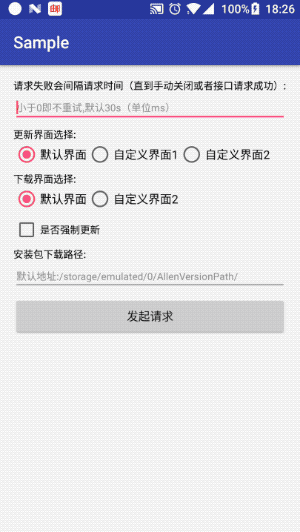 100% 18:26
Sample
请求失败会间隔请求时间（直到手动关闭或者接口请求成功）:
小于0即不重试,默认30s（单位ms）
更新界面选择:
默认界面 自定义界面1 自定义界面2
下载界面选择:
默认界面 自定义界面2
是否强制更新
安装包下载路径:
默认地址:/storage/emulated/0/AllenVersionPath/
发起请求